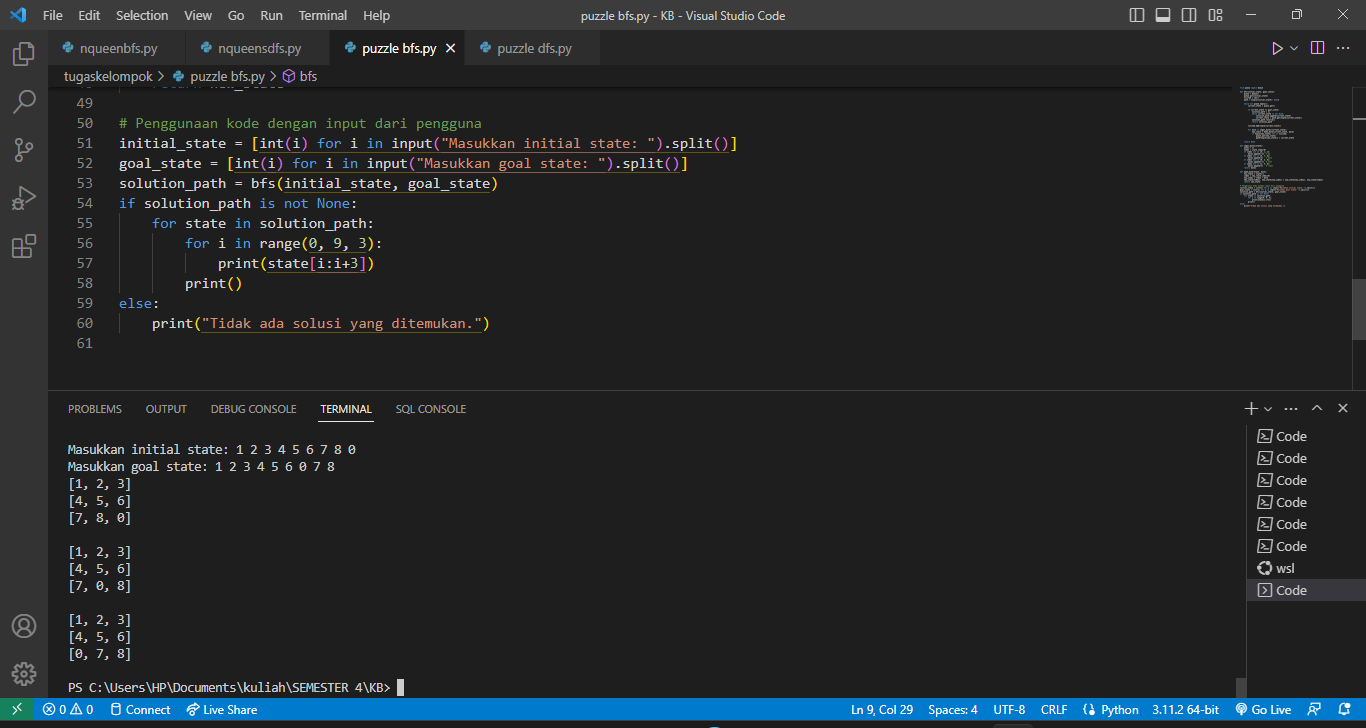 File Edit Selection View Go Run Terminal Help puzzle bfs.py - KB - Visual Studio Code
nqueenbfs.py nqueensdfs.py puzzle bfs.py puzzle dfs.py
tugaskelompok > puzzle bfs.py > bfs
49
50 # Penggunaan kode dengan input dari pengguna
51 initial_state = [int(i) for i in input("Masukkan initial state: ").split()]
52 goal_state = [int(i) for i in input("Masukkan goal state: ").split()]
53 solution_path = bfs(initial_state, goal_state)
54 if solution_path is not None:
55 for state in solution_path:
56 for i in range(0, 9, 3):
57 print(state[i:i+3])
58 print()
59 else:
60 print("Tidak ada solusi yang ditemukan.")
61
PROBLEMS OUTPUT DEBUG CONSOLE TERMINAL SQL CONSOLE
Masukkan initial state: 1 2 3 4 5 6 7 8 0
Masukkan goal state: 1 2 3 4 5 6 0 7 8
[1, 2, 3]
[4, 5, 6]
[7, 8, 0]
[1, 2, 3]
[4, 5, 6]
[7, 0, 8]
[1, 2, 3]
[4, 5, 6]
[0, 7, 8]
PS C:\Users\HP\Documents\kuliah\SEMESTER 4\KB>
Code
Code
Code
Code
Code
Code
wsl
Code
0 0 Connect Live Share Ln 9, Col 29 Spaces: 4 UTF-8 CRLF Python 3.11.2 64-bit Go Live